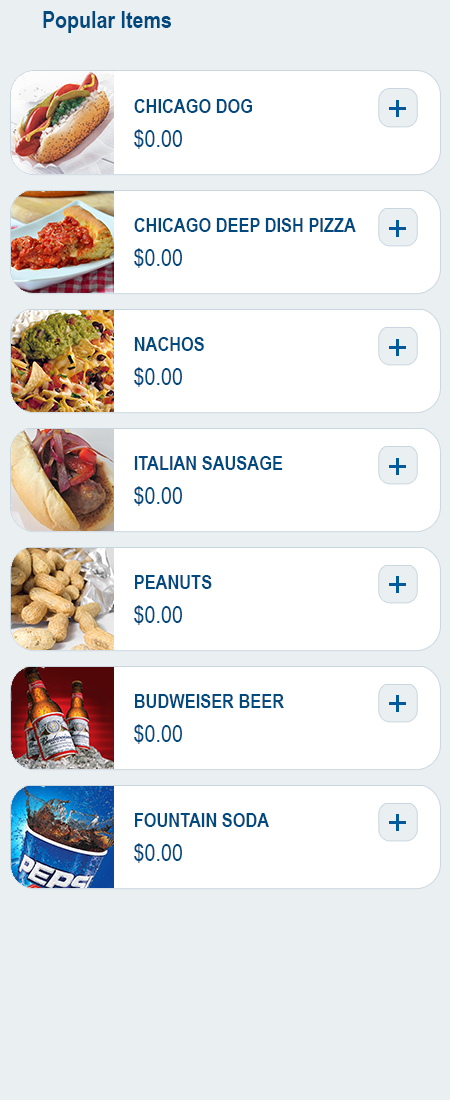 Popular Items
CHICAGO DOG
$0.00
CHICAGO DEEP DISH PIZZA
$0.00
NACHOS
$0.00
ITALIAN SAUSAGE
$0.00
PEANUTS
$0.00
Budweiser
BUDWEISER BEER
$0.00
PEPSI
FOUNTAIN SODA
$0.00